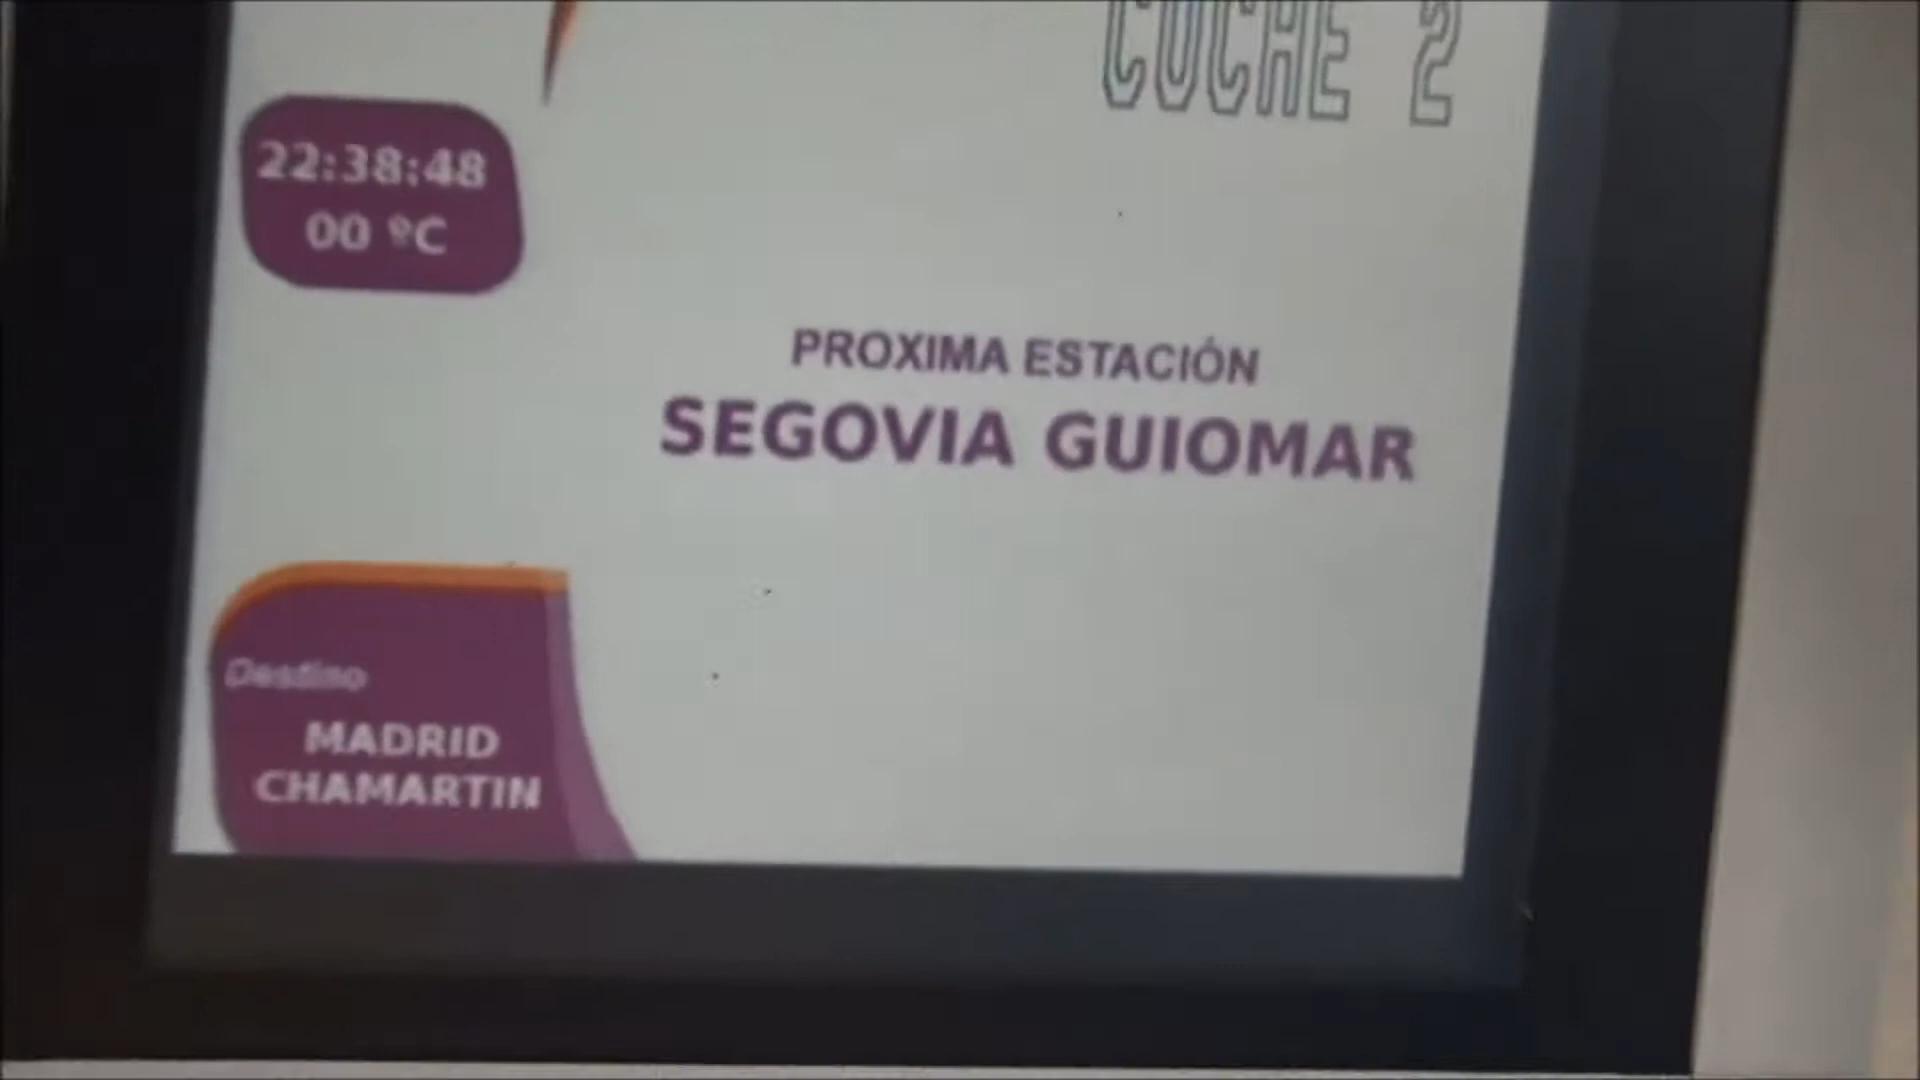 COCHE 2
22:38:48
00 ºC
PROXIMA ESTACIÓN
SEGOVIA GUIOMAR
Destino
MADRID
CHAMARTIN